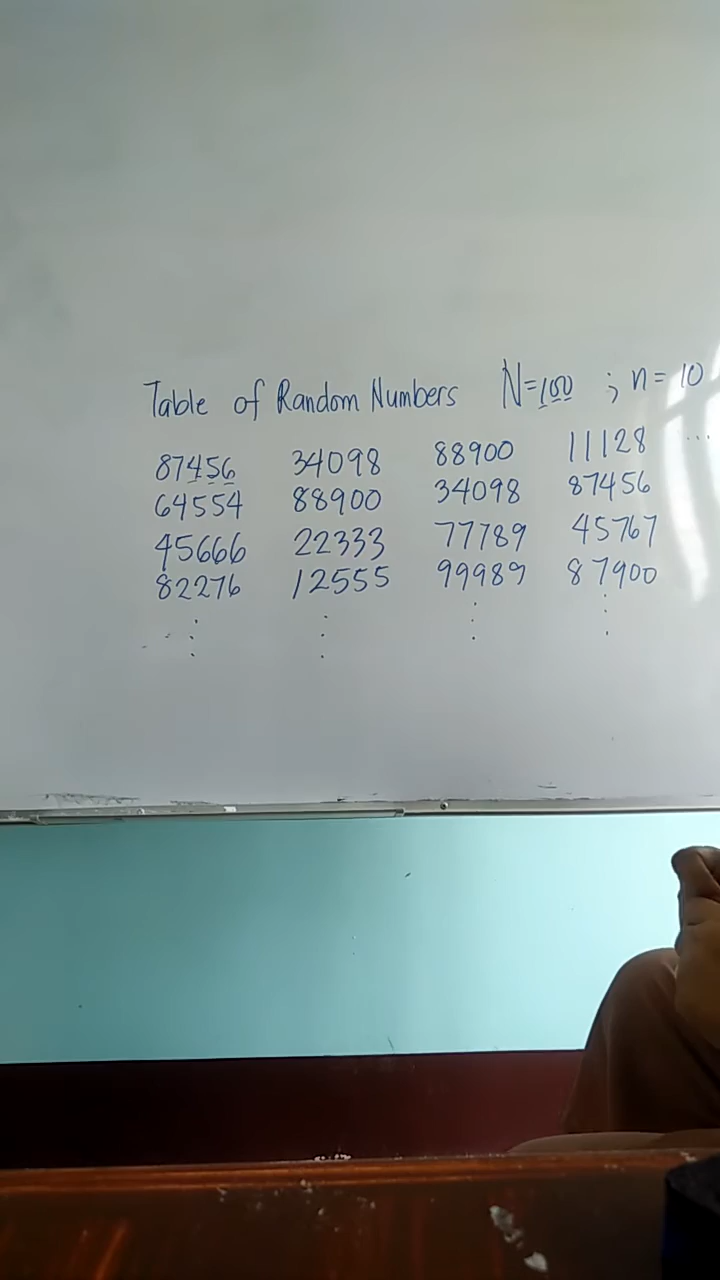 Table of Random Numbers N=100 ; n=10
87456 34098 88900 11128 ...
64554 88900 34098 87456
45666 22333 77789 45767
82276 12555 99989 87900
⋮ ⋮ ⋮ ⋮